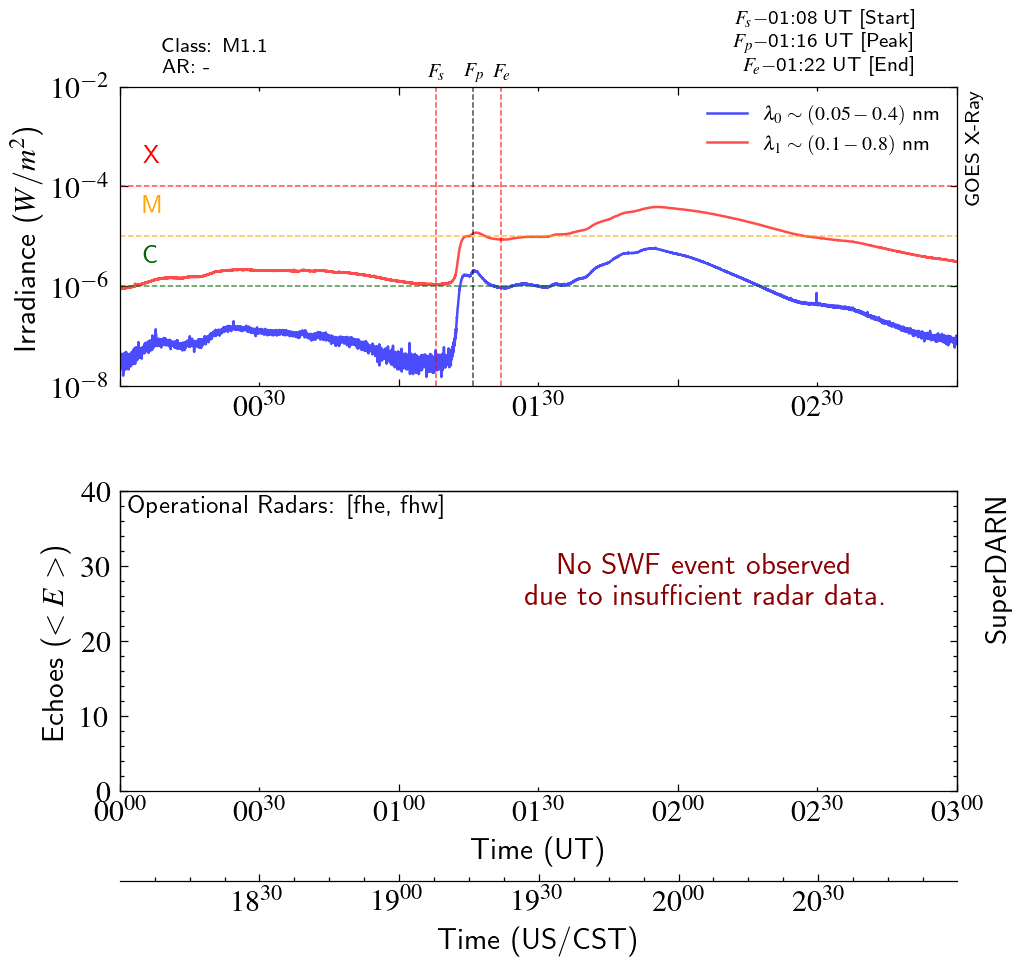 Class: M1.1
AR: -
F_s−01:08 UT [Start]
F_p−01:16 UT [Peak]
F_e−01:22 UT [End]
F_s F_p F_e
10^−2
10^−4
10^−6
10^−8
Irradiance (W/m^2)
X
M
C
λ_0 ∼ (0.05 − 0.4) nm
λ_1 ∼ (0.1 − 0.8) nm
GOES X-Ray
00^30 01^30 02^30
Operational Radars: [fhe, fhw]
No SWF event observed
due to insufficient radar data.
40
30
20
10
0
Echoes (< E >)
SuperDARN
00^00 00^30 01^00 01^30 02^00 02^30 03^00
Time (UT)
18^30 19^00 19^30 20^00 20^30
Time (US/CST)